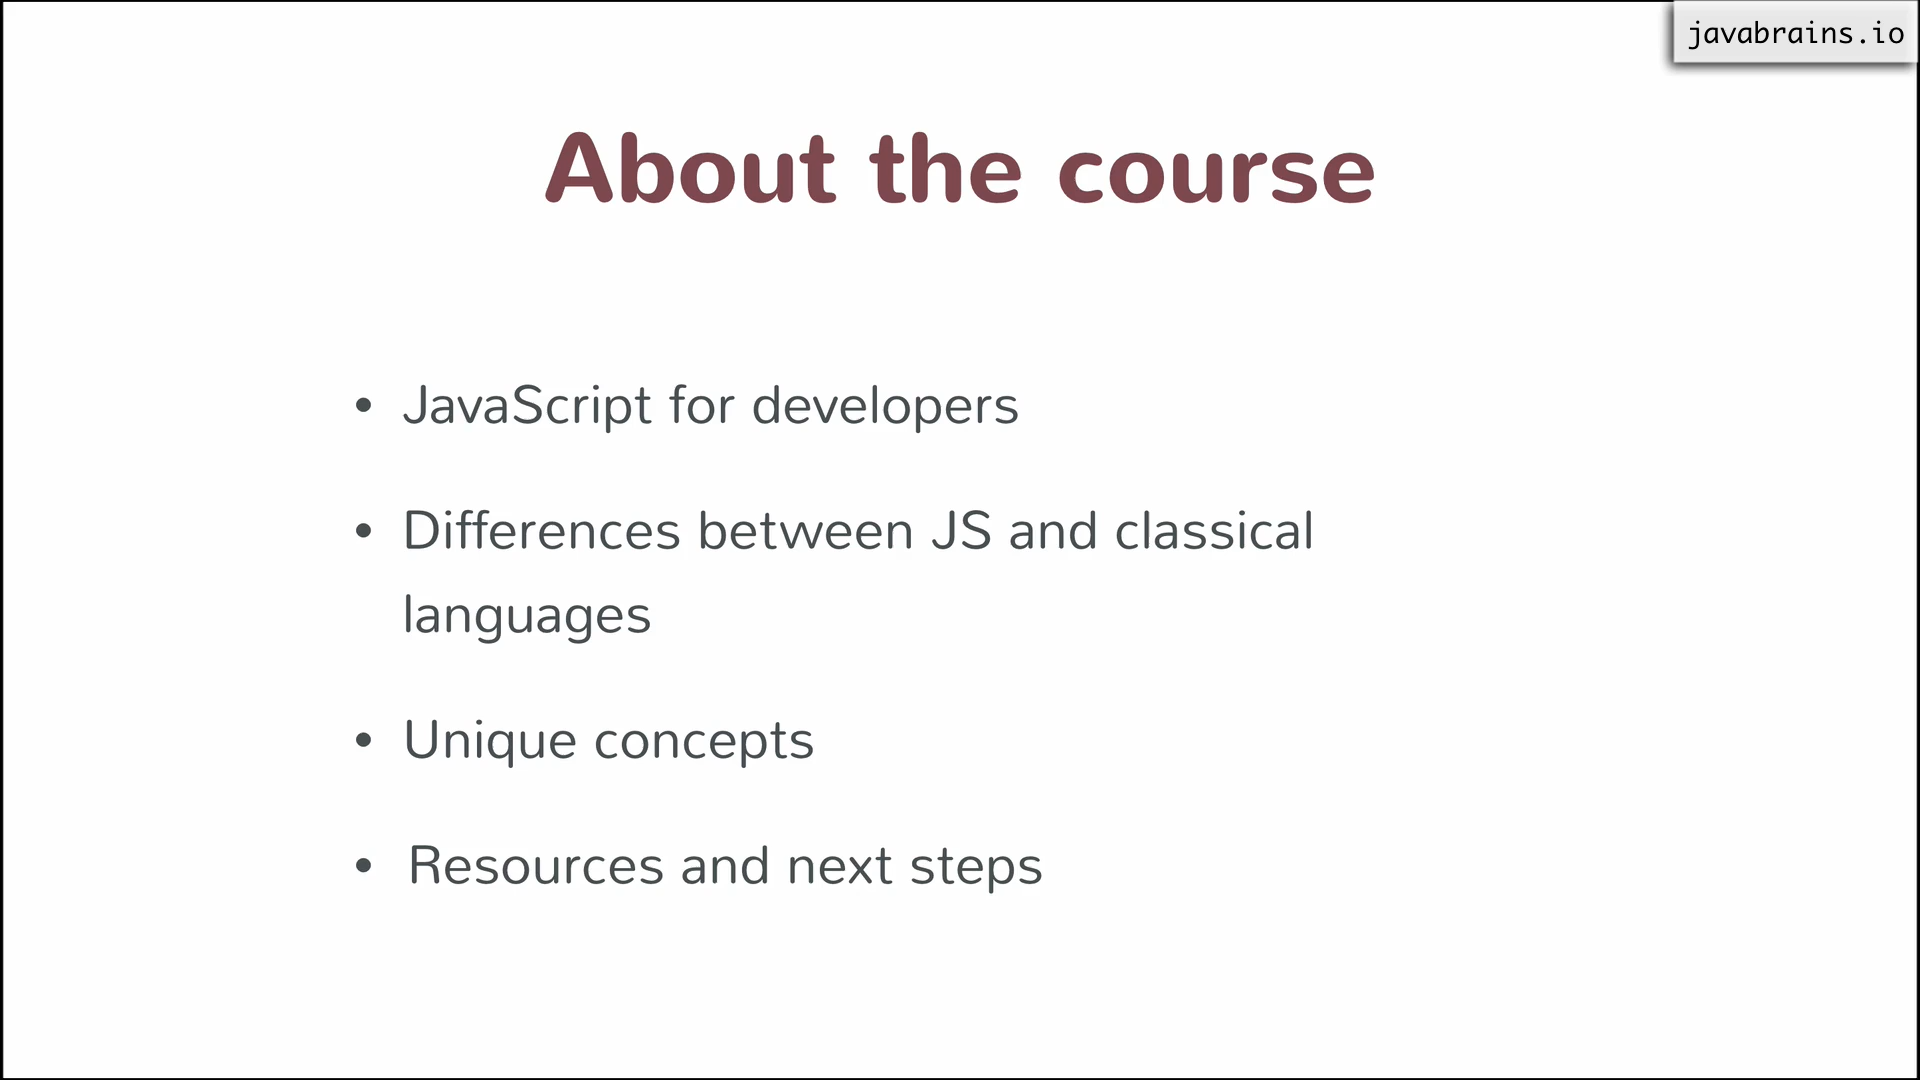 javabrains.io
About the course
• JavaScript for developers
• Differences between JS and classical
languages
• Unique concepts
• Resources and next steps